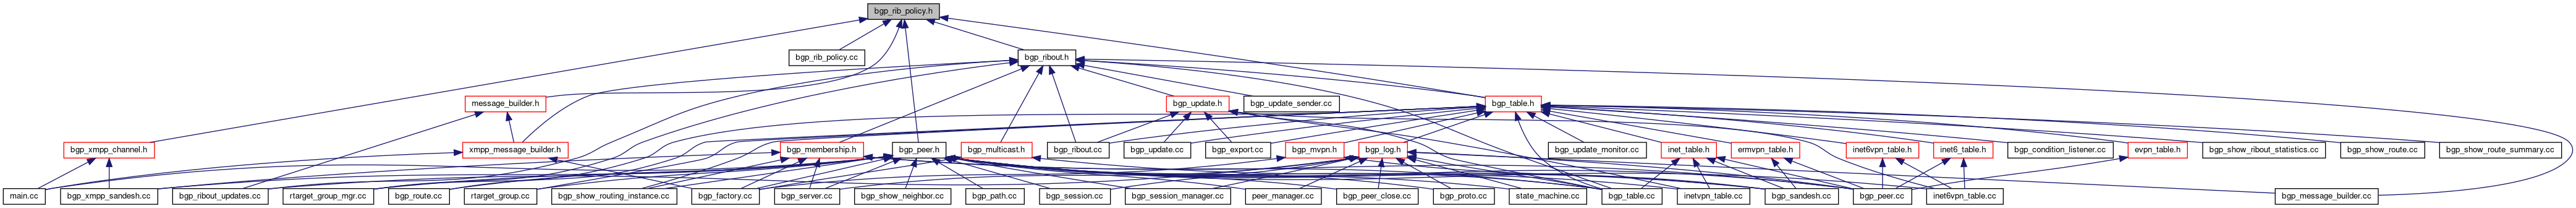 bgp_rib_policy.h
bgp_rib_policy.cc
bgp_ribout.h
message_builder.h
bgp_update.h
bgp_update_sender.cc
bgp_table.h
bgp_xmpp_channel.h
xmpp_message_builder.h
bgp_membership.h
bgp_peer.h
bgp_multicast.h
bgp_ribout.cc
bgp_update.cc
bgp_export.cc
bgp_mvpn.h
bgp_log.h
bgp_update_monitor.cc
inet_table.h
ermvpn_table.h
inet6vpn_table.h
inet6_table.h
bgp_condition_listener.cc
evpn_table.h
bgp_show_ribout_statistics.cc
bgp_show_route.cc
bgp_show_route_summary.cc
main.cc
bgp_xmpp_sandesh.cc
bgp_ribout_updates.cc
rtarget_group_mgr.cc
bgp_route.cc
rtarget_group.cc
bgp_show_routing_instance.cc
bgp_factory.cc
bgp_server.cc
bgp_show_neighbor.cc
bgp_path.cc
bgp_session.cc
bgp_session_manager.cc
peer_manager.cc
bgp_peer_close.cc
bgp_proto.cc
state_machine.cc
bgp_table.cc
inetvpn_table.cc
bgp_sandesh.cc
bgp_peer.cc
inet6vpn_table.cc
bgp_message_builder.cc